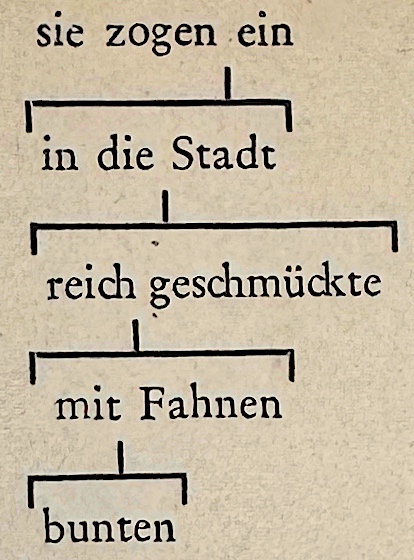 sie zogen ein
in die Stadt
reich geschmückte
mit Fahnen
bunten